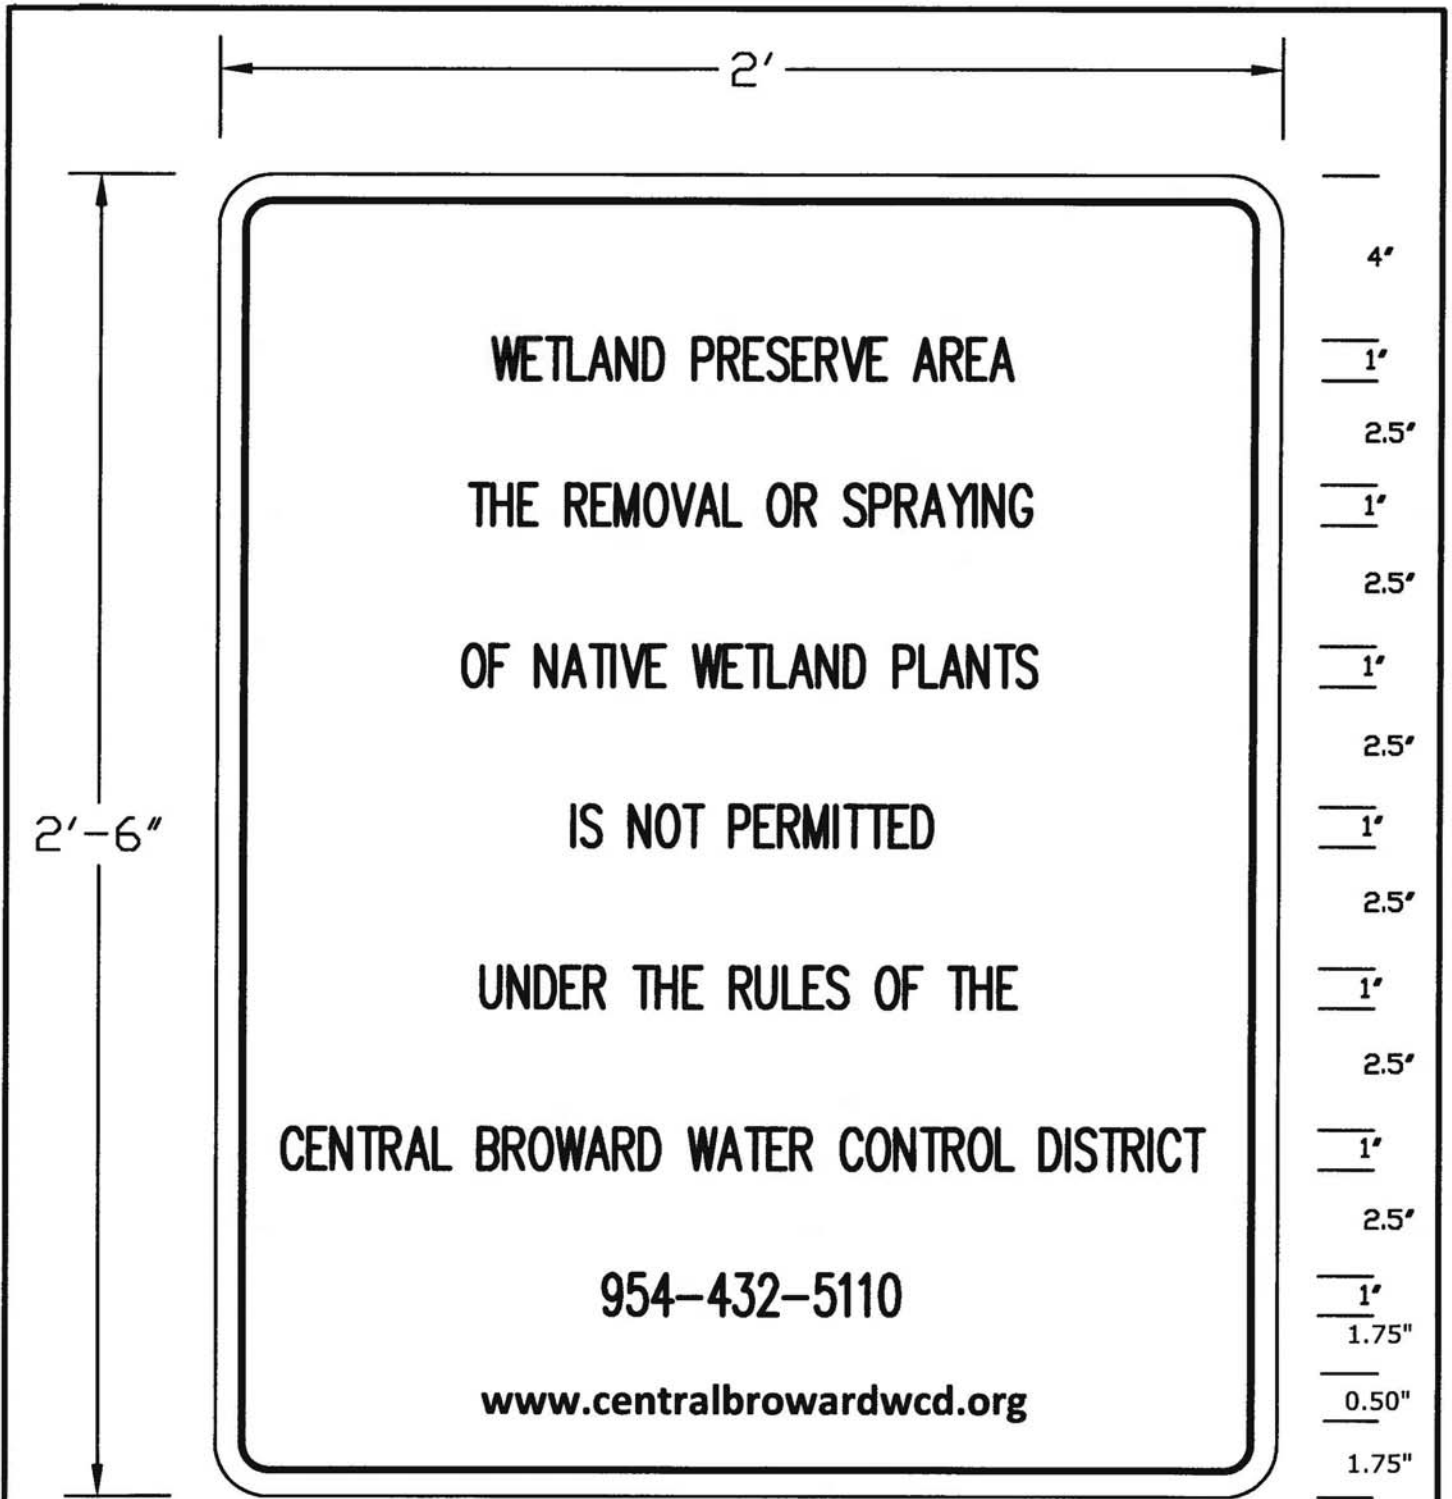 2'
4"
WETLAND PRESERVE AREA
1"
2.5"
THE REMOVAL OR SPRAYING
1"
2.5"
OF NATIVE WETLAND PLANTS
1"
2.5"
2'-6"
IS NOT PERMITTED
1"
2.5"
UNDER THE RULES OF THE
1"
2.5"
CENTRAL BROWARD WATER CONTROL DISTRICT
1"
2.5"
954-432-5110
1"
1.75"
www.centralbrowardwcd.org
0.50"
1.75"